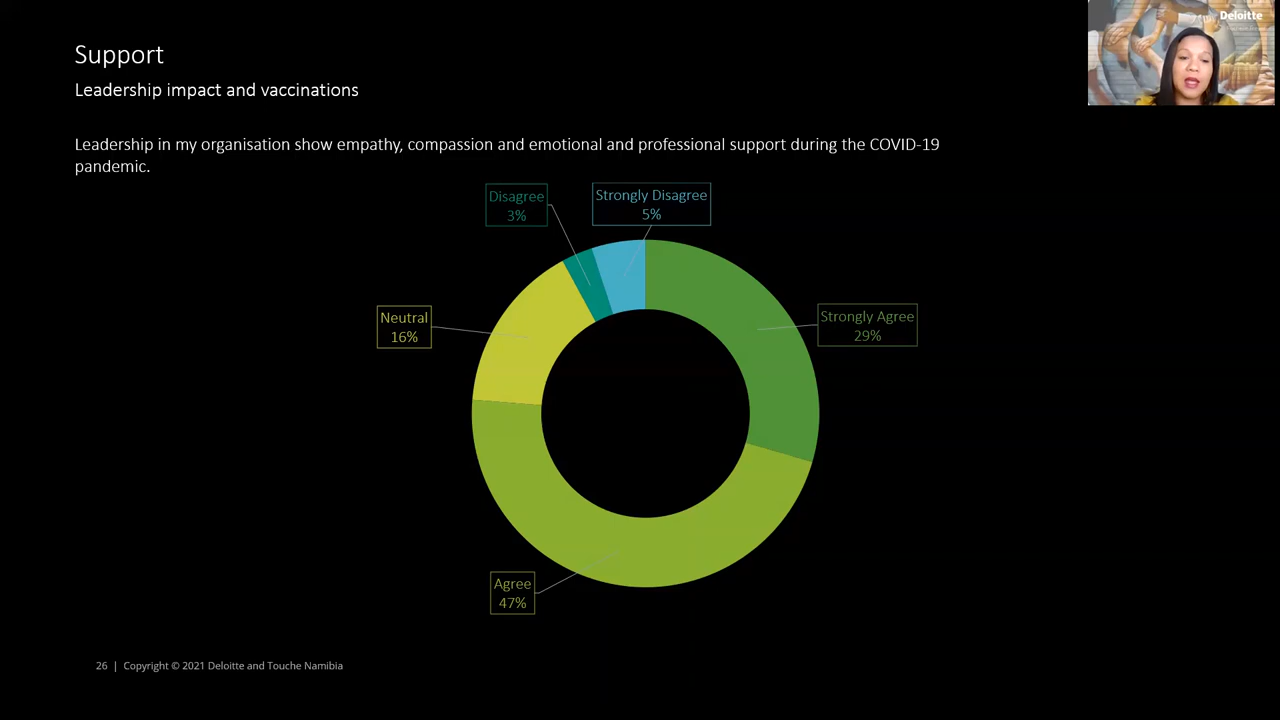 Deloitte
Support
Leadership impact and vaccinations
Leadership in my organisation show empathy, compassion and emotional and professional support during the COVID-19
pandemic.
Disagree
3%
Strongly Disagree
5%
Neutral
16%
Strongly Agree
29%
Agree
47%
26 | Copyright © 2021 Deloitte and Touche Namibia